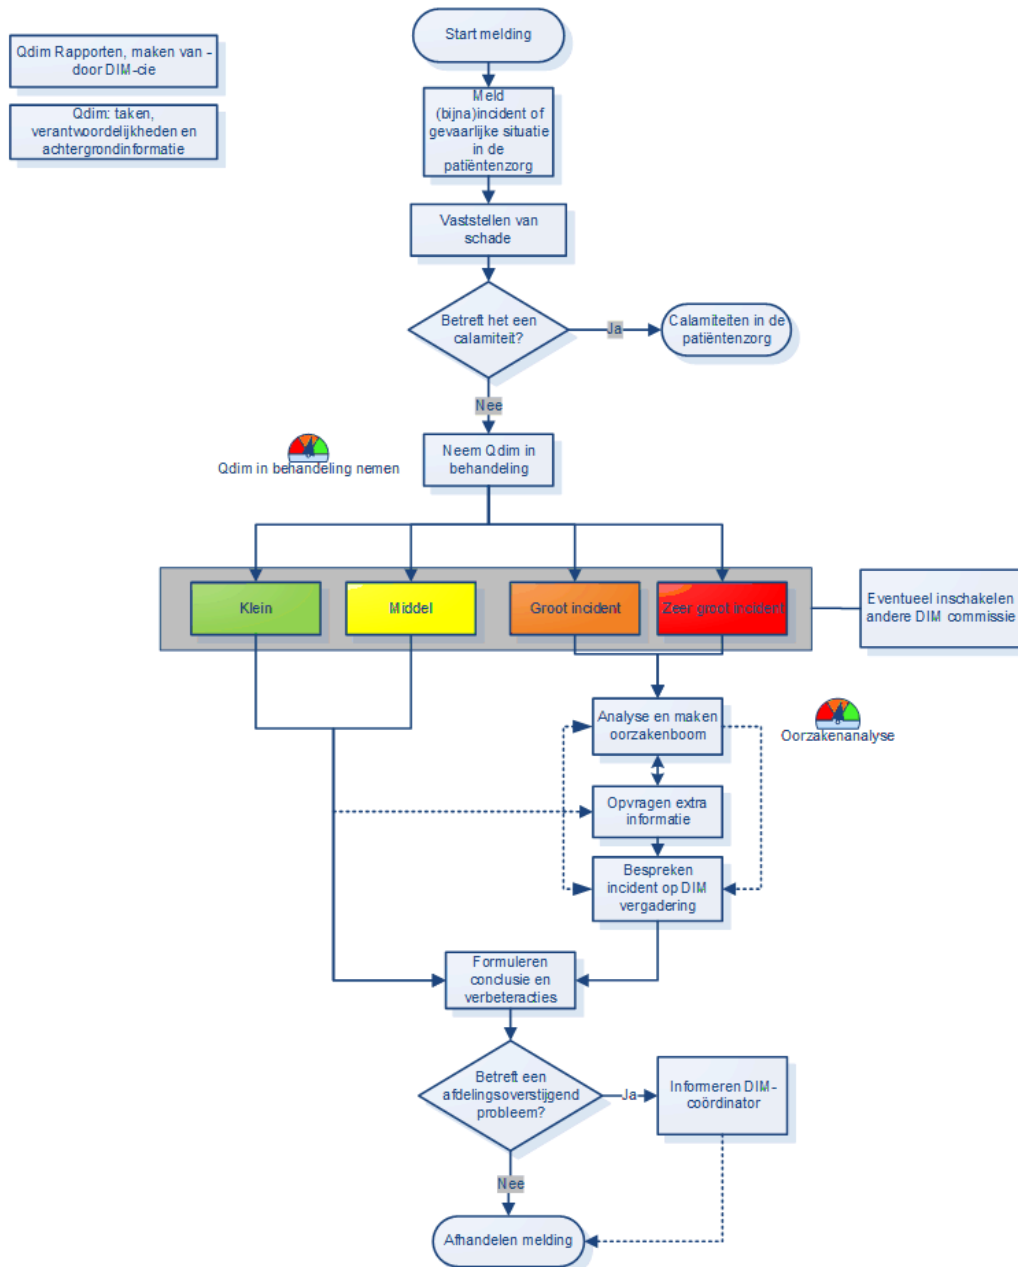 Start melding
Qdim Rapporten, maken van -
door DIM-cie
Qdim: taken,
verantwoordelijkheden en
achtergrondinformatie
Meld
(bijna)incident of
gevaarlijke situatie
in de
patiëntenzorg
Vaststellen van
schade
Betreft het een
calamiteit?
Ja
Calamiteiten in de
patiëntenzorg
Nee
Neem Qdim in
behandeling
Qdim in behandeling nemen
Klein
Middel
Groot incident
Zeer groot incident
Eventueel inschakelen
andere DIM commissie
Analyse en maken
oorzakenboom
Oorzakenanalyse
Opvragen extra
informatie
Bespreken
incident op DIM
vergadering
Formuleren
conclusie en
verbeteracties
Betreft een
afdelingsoverstijgend
probleem?
Ja
Informeren DIM-
coördinator
Nee
Afhandelen melding